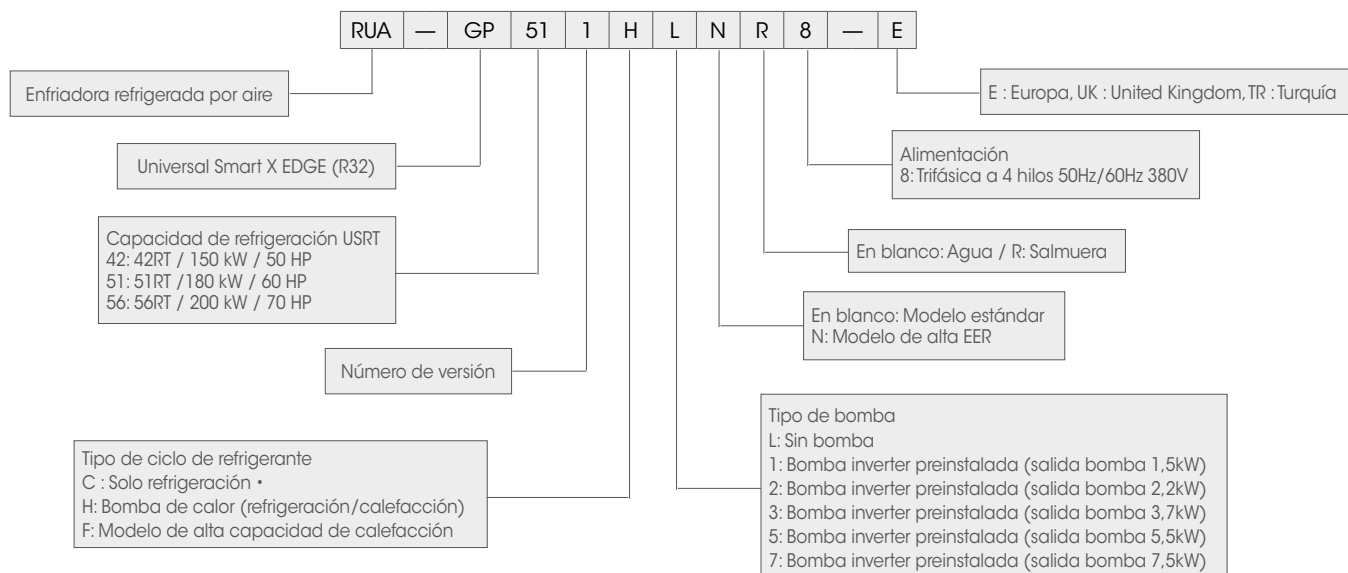 RUA — GP 51 1 H L N R 8 — E
Enfriadora refrigerada por aire
E : Europa, UK : United Kingdom, TR : Turquía
Universal Smart X EDGE (R32)
Alimentación
8: Trifásica a 4 hilos 50Hz/60Hz 380V
Capacidad de refrigeración USRT
42: 42RT / 150 kW / 50 HP
51: 51RT /180 kW / 60 HP
56: 56RT / 200 kW / 70 HP
En blanco: Agua / R: Salmuera
En blanco: Modelo estándar
N: Modelo de alta EER
Número de versión
Tipo de ciclo de refrigerante
C : Solo refrigeración •
H: Bomba de calor (refrigeración/calefacción)
F: Modelo de alta capacidad de calefacción
Tipo de bomba
L: Sin bomba
1: Bomba inverter preinstalada (salida bomba 1,5kW)
2: Bomba inverter preinstalada (salida bomba 2,2kW)
3: Bomba inverter preinstalada (salida bomba 3,7kW)
5: Bomba inverter preinstalada (salida bomba 5,5kW)
7: Bomba inverter preinstalada (salida bomba 7,5kW)